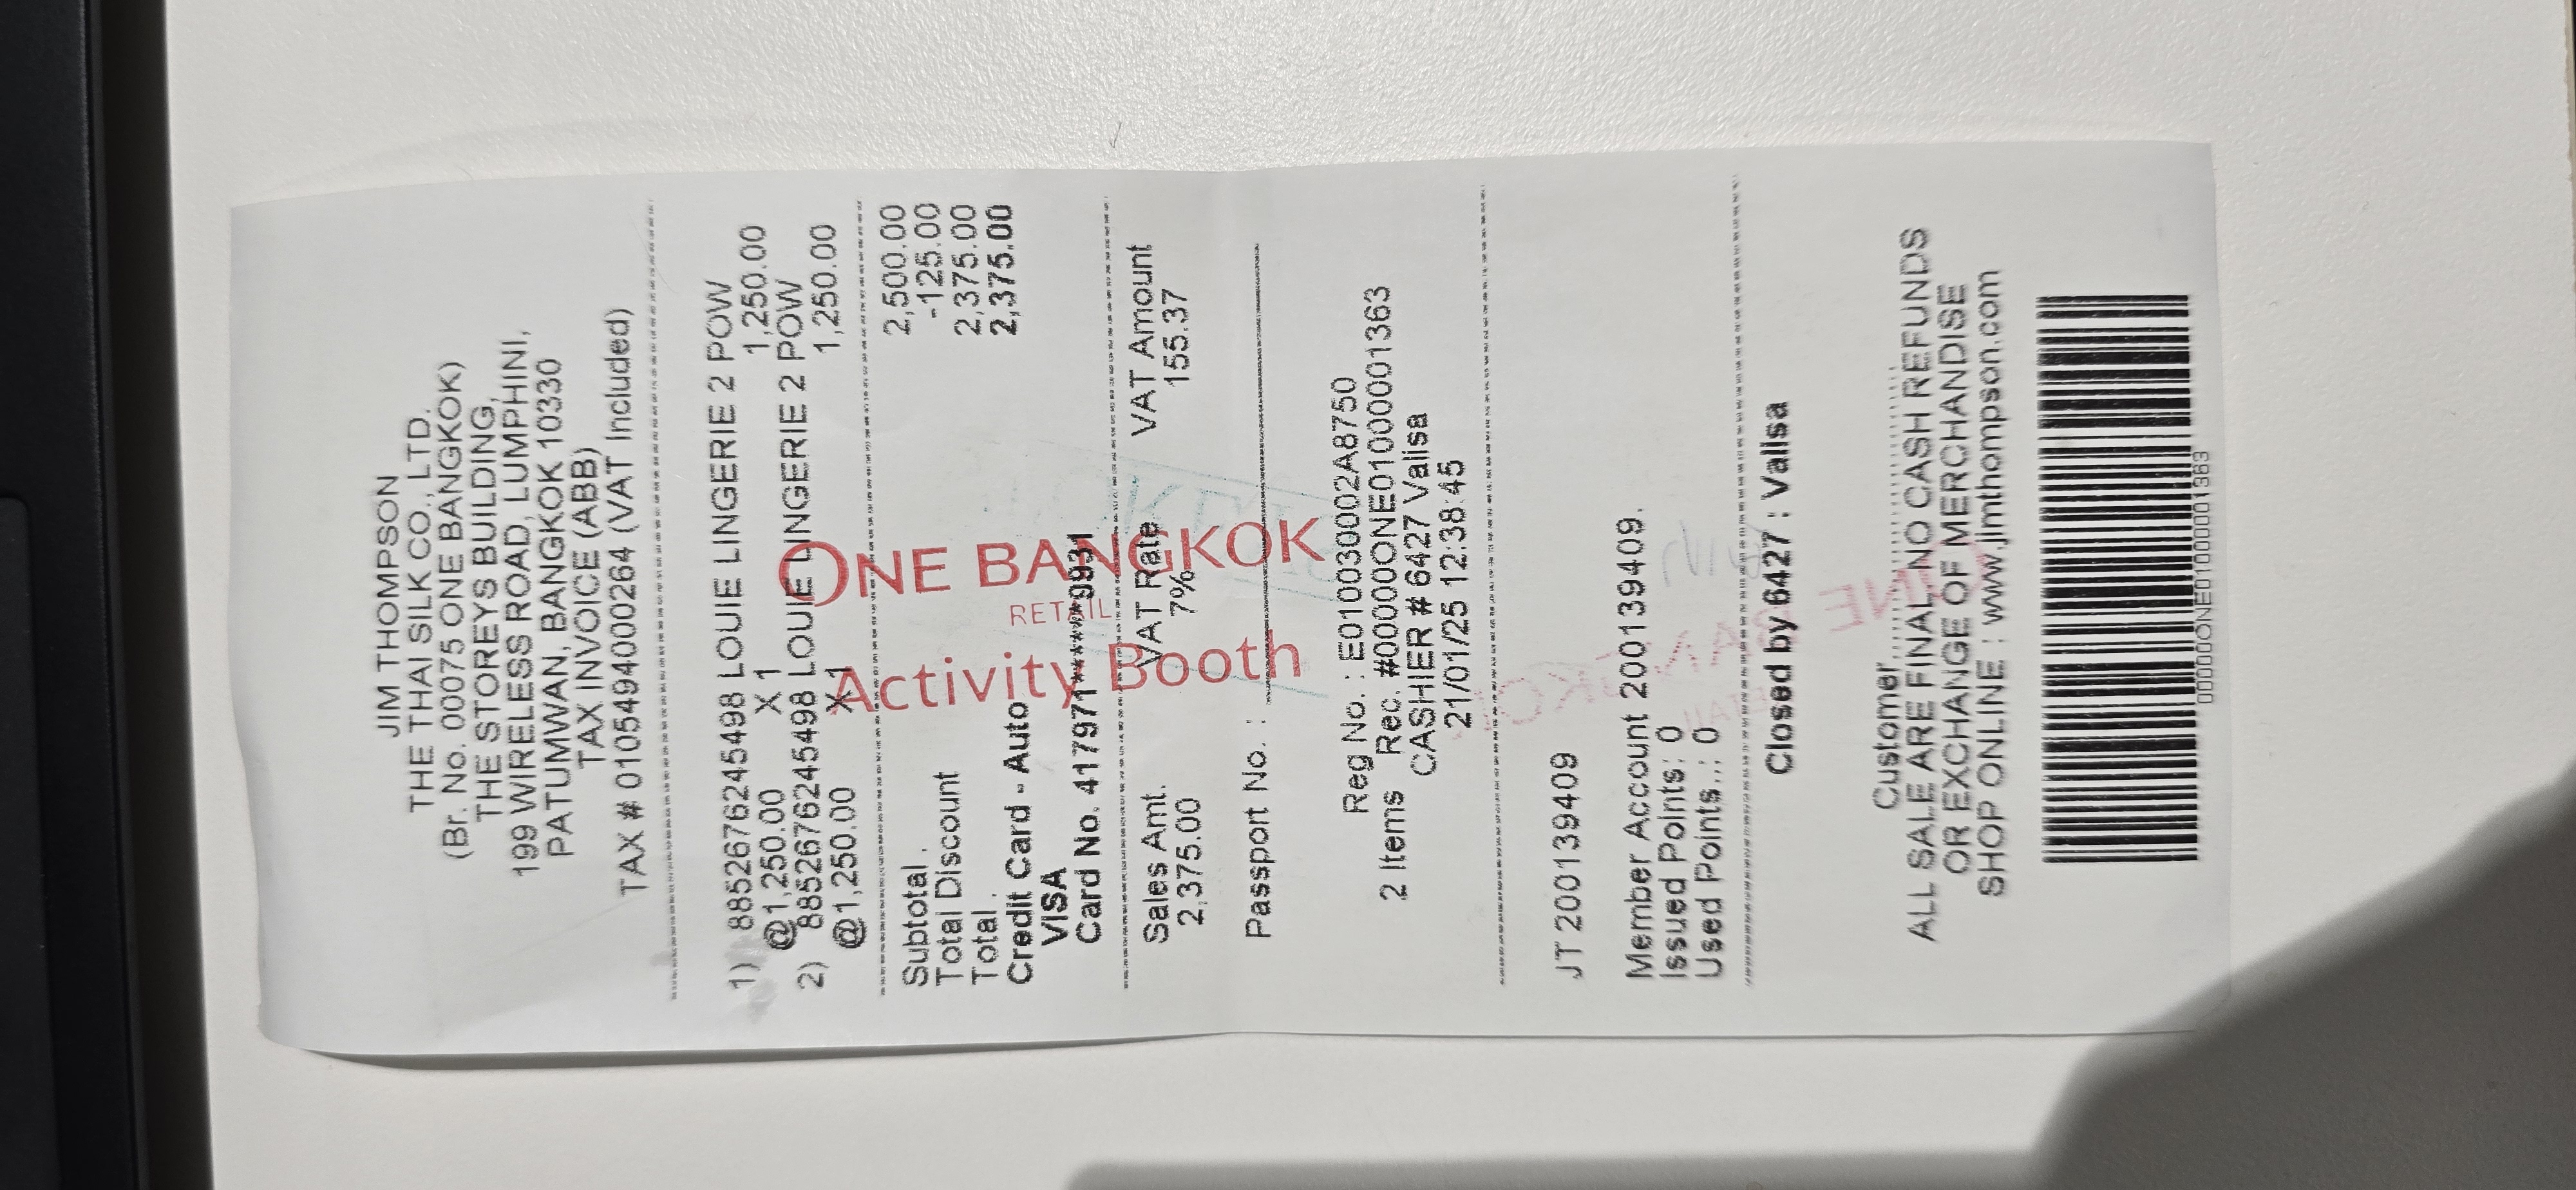 JIM THOMPSON
THE THAI SILK CO., LTD.
(Br. No. 00075 ONE BANGKOK)
THE STOREYS BUILDING,
199 WIRELESS ROAD, LUMPHINI,
PATUMWAN, BANGKOK 10330
TAX INVOICE (ABB)
TAX # 0105494000264 (VAT Included)
1) 8852676245498 LOUIE LINGERIE 2 POW
@1,250.00 X 1 1,250.00
2) 8852676245498 LOUIE LINGERIE 2 POW
@1,250.00 X 1 1,250.00
Subtotal . 2,500.00
Total Discount -125.00
Total . 2,375.00
Credit Card - Auto 2,375.00
VISA
Card No. 417971******9931
Sales Amt. VAT Rate VAT Amount
2,375.00 7% 155.37
Passport No. :
Reg No. : E010030002A8750
2 Items Rec. #00000ONE01000001363
CASHIER # 6427 Valisa
21/01/25 12:38:45
JT 200139409
Member Account 200139409.
Issued Points: 0
Used Points..: 0
Closed by 6427 : Valisa
Customer..............................
ALL SALE ARE FINAL, NO CASH REFUNDS
OR EXCHANGE OF MERCHANDISE
SHOP ONLINE : www.jimthompson.com
00000ONE01000001363
ONE BANGKOK
RETAIL
Activity Booth